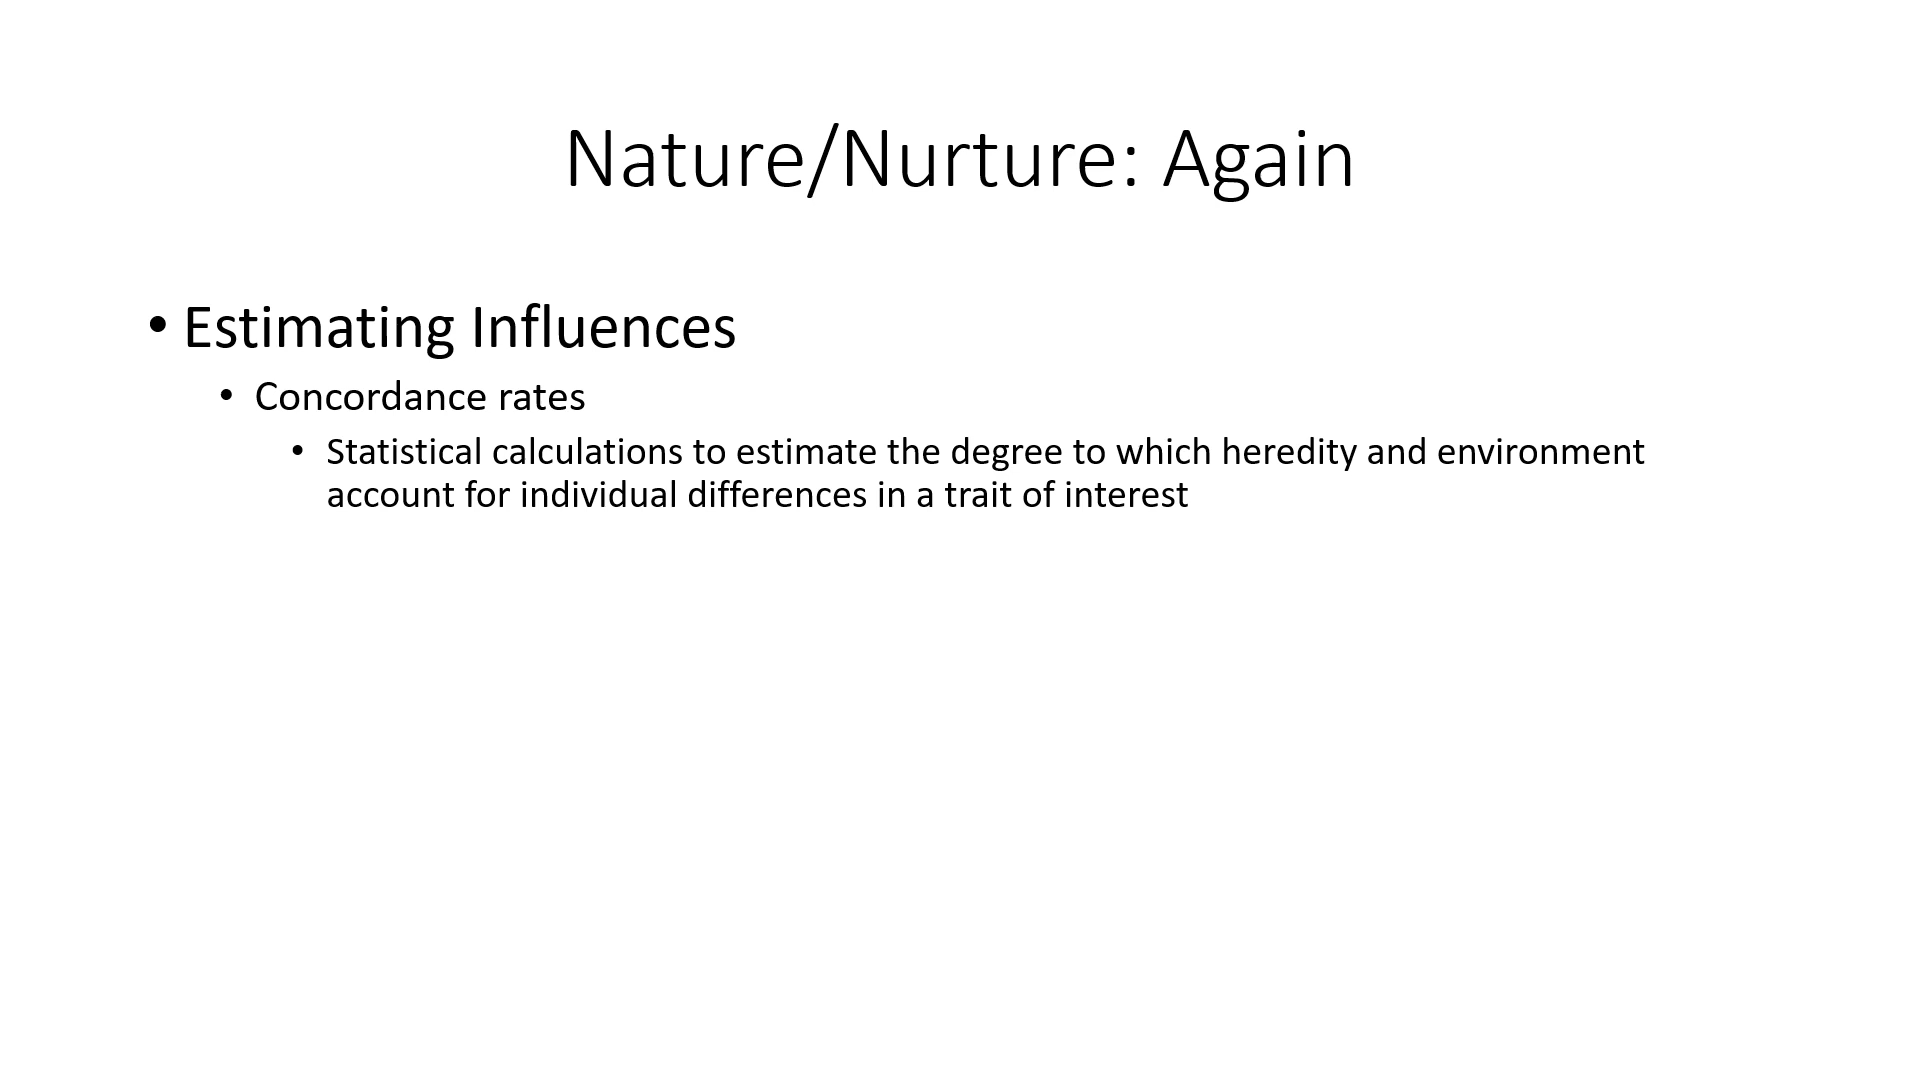 Nature/Nurture: Again
• Estimating Influences
• Concordance rates
• Statistical calculations to estimate the degree to which heredity and environment
account for individual differences in a trait of interest